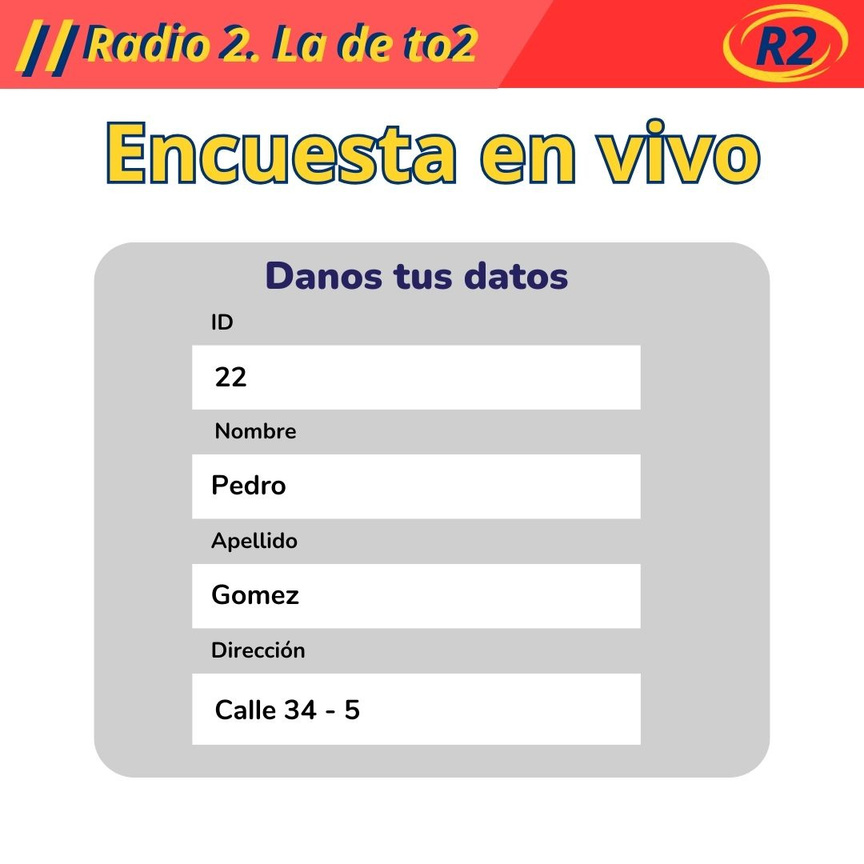 // Radio 2. La de to2
R2
Encuesta en vivo
Danos tus datos
ID
22
Nombre
Pedro
Apellido
Gomez
Dirección
Calle 34 - 5